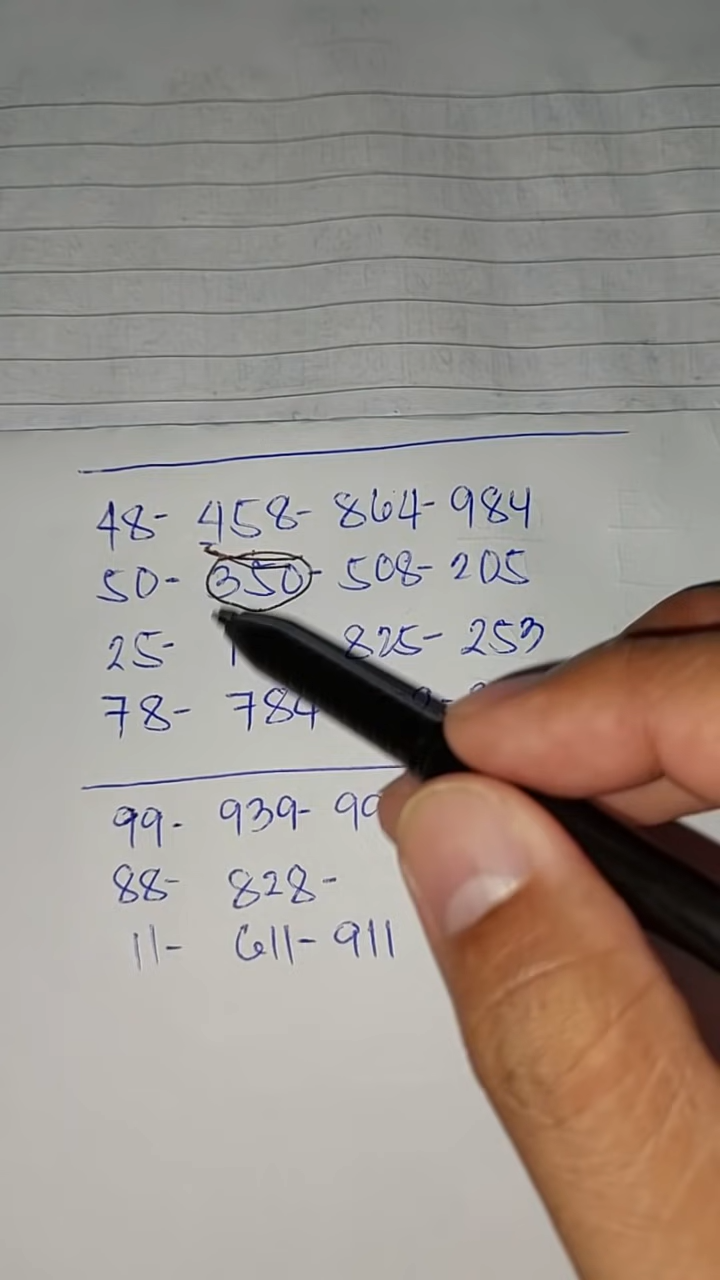 48- 458- 864- 984
50- 350- 508- 205
25- 825- 253
78- 784
99- 939-
88- 828-
11- 611- 911